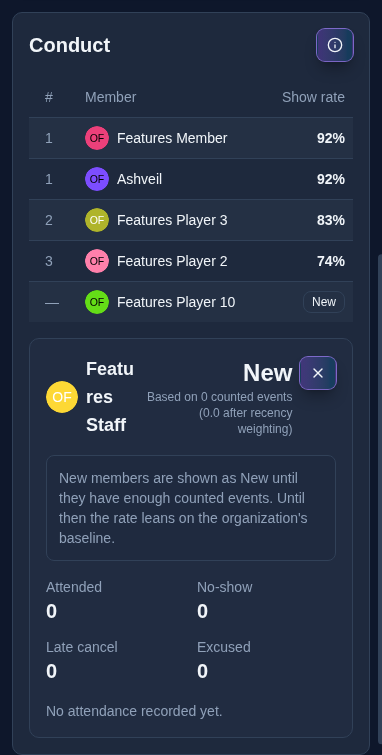 Conduct
# Member Show rate
1 OF Features Member 92%
1 OF Ashveil 92%
2 OF Features Player 3 83%
3 OF Features Player 2 74%
— OF Features Player 10 New
OF
Featu
res
Staff
New
Based on 0 counted events
(0.0 after recency
weighting)
New members are shown as New until
they have enough counted events. Until
then the rate leans on the organization's
baseline.
Attended No-show
0 0
Late cancel Excused
0 0
No attendance recorded yet.